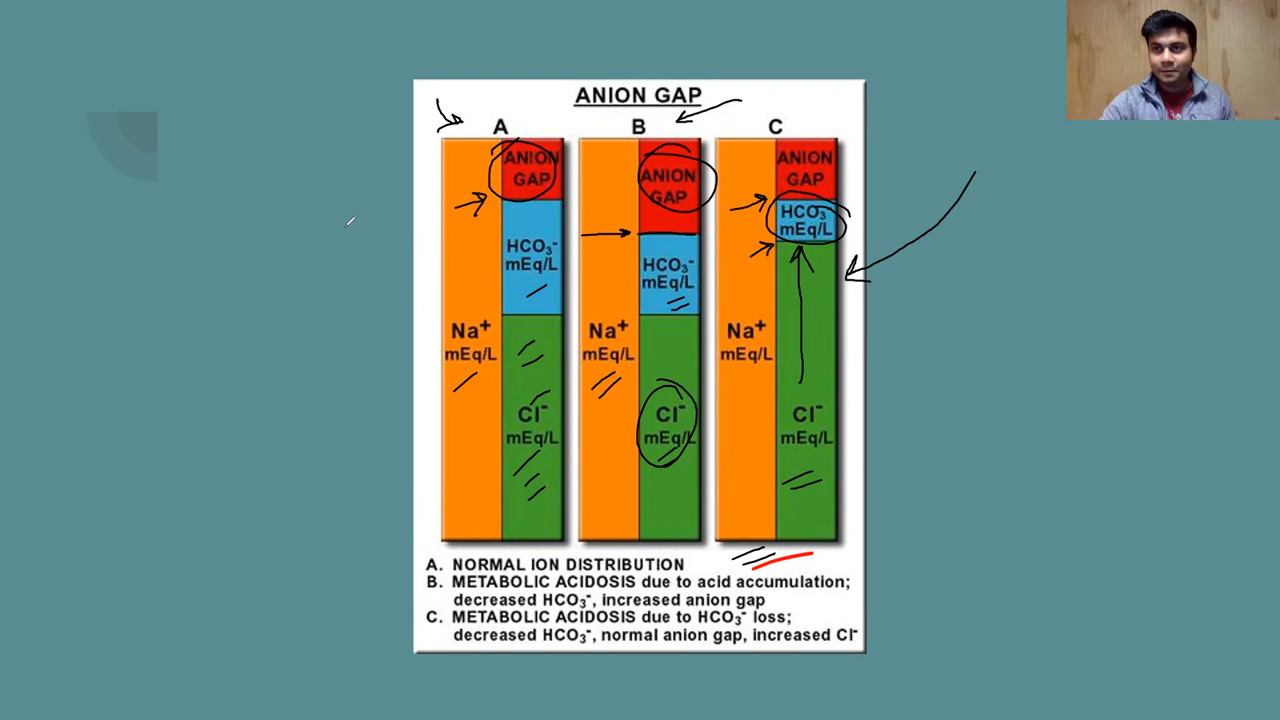 ANION GAP
A B C
ANION
GAP
HCO₃⁻
mEq/L
Na⁺
mEq/L
Cl⁻
mEq/L
ANION
GAP
HCO₃⁻
mEq/L
Na⁺
mEq/L
Cl⁻
mEq/L
ANION
GAP
HCO₃
mEq/L
Na⁺
mEq/L
Cl⁻
mEq/L
A. NORMAL ION DISTRIBUTION
B. METABOLIC ACIDOSIS due to acid accumulation;
decreased HCO₃⁻, increased anion gap
C. METABOLIC ACIDOSIS due to HCO₃⁻ loss;
decreased HCO₃⁻, normal anion gap, increased Cl⁻